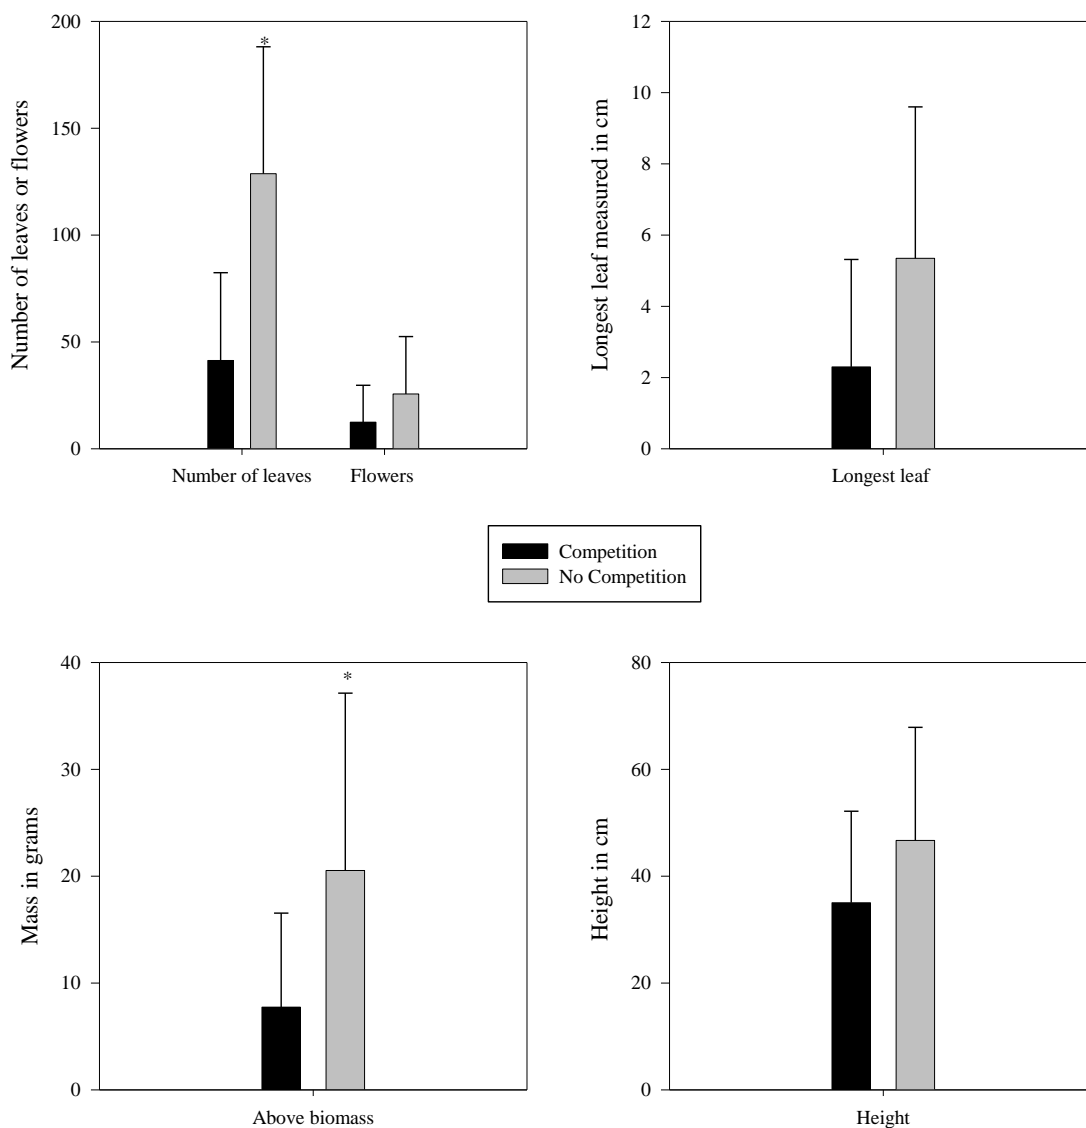 Number of leaves or flowers
200
150
100
50
0
*
Number of leaves
Flowers
Longest leaf measured in cm
12
10
8
6
4
2
0
Longest leaf
Competition
No Competition
Mass in grams
40
30
20
10
0
*
Above biomass
Height in cm
80
60
40
20
0
Height